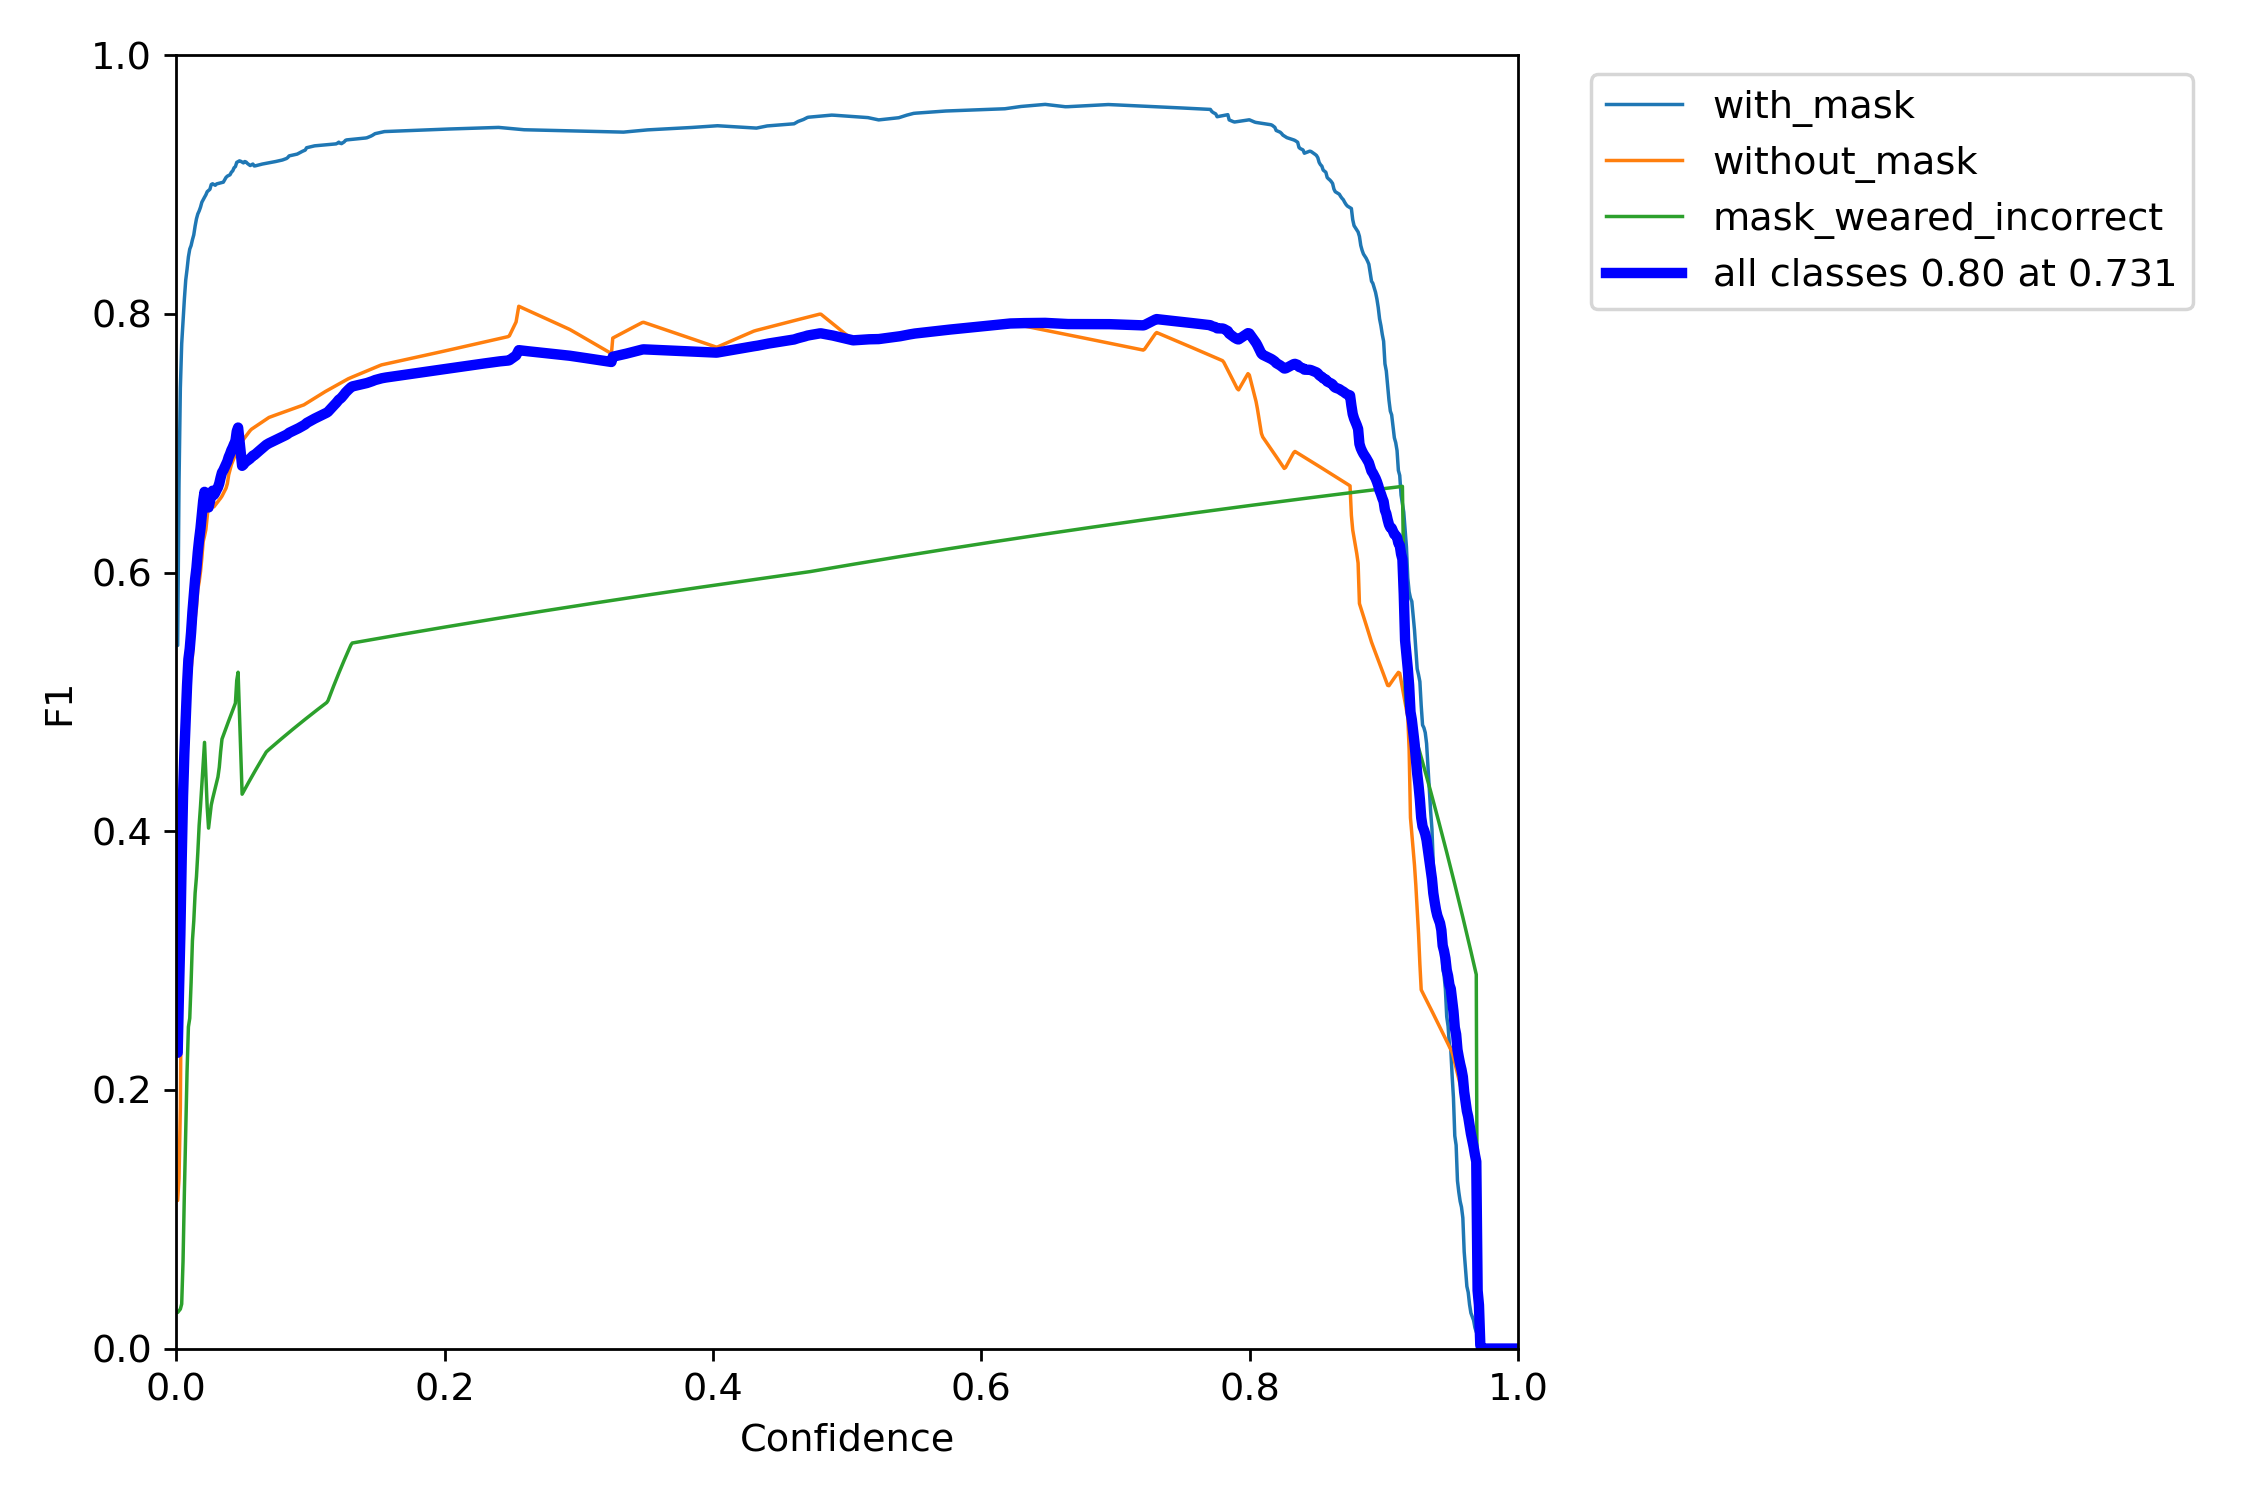 with_mask
without_mask
mask_weared_incorrect
all classes 0.80 at 0.731
F1
1.0
0.8
0.6
0.4
0.2
0.0
0.0 0.2 0.4 0.6 0.8 1.0
Confidence